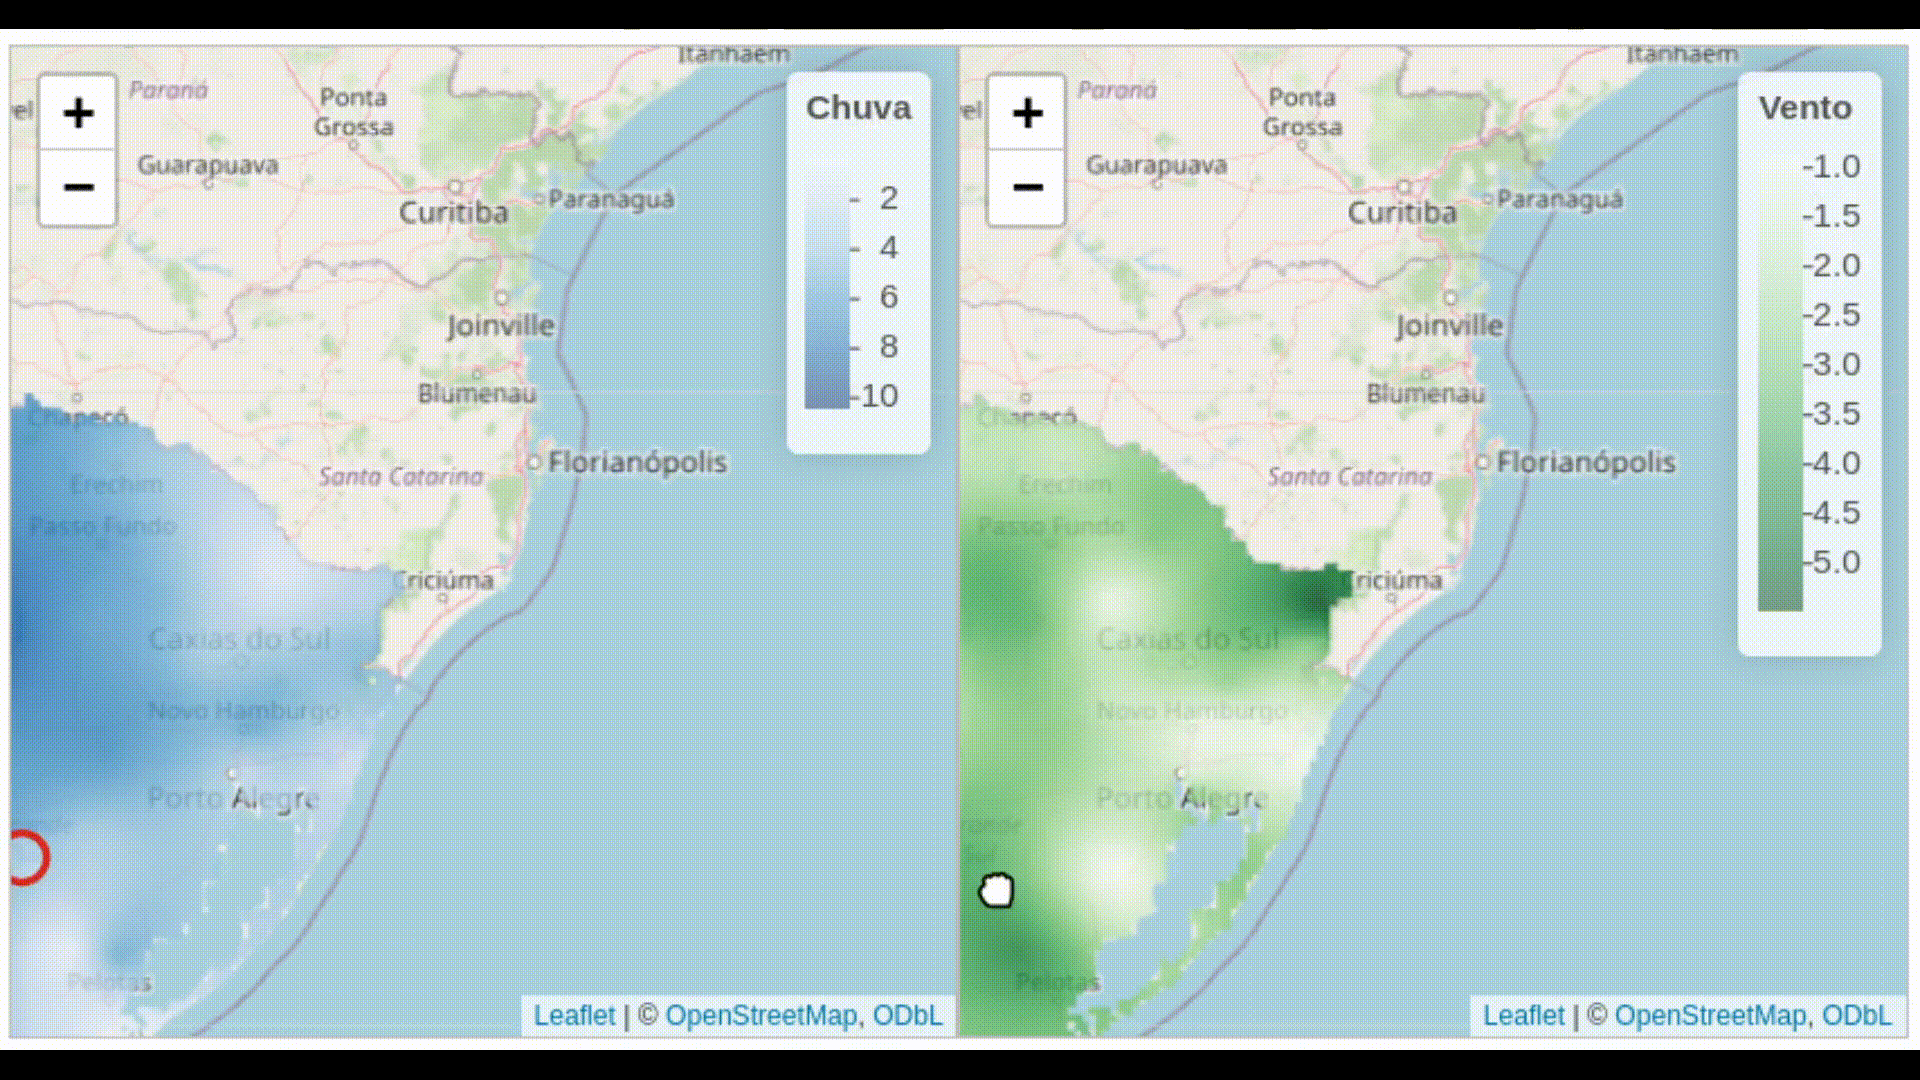 Itanhaém
Paraná
Ponta
Grossa
Guarapuava
Curitiba
Paranaguá
Joinville
Chapecó
Blumenau
Florianópolis
Santa Catarina
Erechim
Passo Fundo
Criciúma
Caxias do Sul
Novo Hamburgo
Porto Alegre
Pelotas
+
−
Chuva
2
4
6
8
10
Leaflet | © OpenStreetMap, ODbL
Itanhaém
Paraná
Ponta
Grossa
Guarapuava
Curitiba
Paranaguá
Joinville
Chapecó
Blumenau
Florianópolis
Santa Catarina
Erechim
Passo Fundo
Criciúma
Caxias do Sul
Novo Hamburgo
Porto Alegre
Sul
Pelotas
+
−
Vento
1.0
1.5
2.0
2.5
3.0
3.5
4.0
4.5
5.0
Leaflet | © OpenStreetMap, ODbL